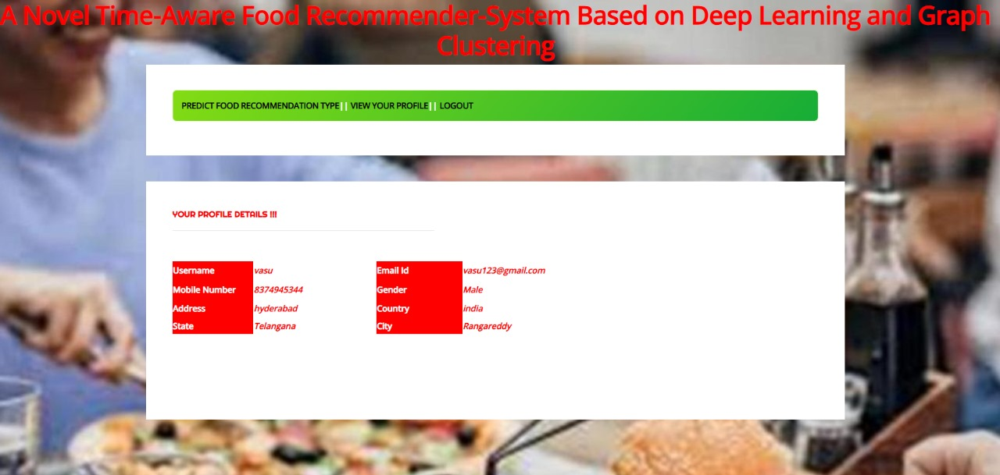 A Novel Time-Aware Food Recommender-System Based on Deep Learning and Graph
Clustering
PREDICT FOOD RECOMMENDATION TYPE|| VIEW YOUR PROFILE|| LOGOUT
YOUR PROFILE DETAILS !!!
Username vasu Email Id vasu123@gmail.com
Mobile Number 8374945344 Gender Male
Address hyderabad Country india
State Telangana City Rangareddy